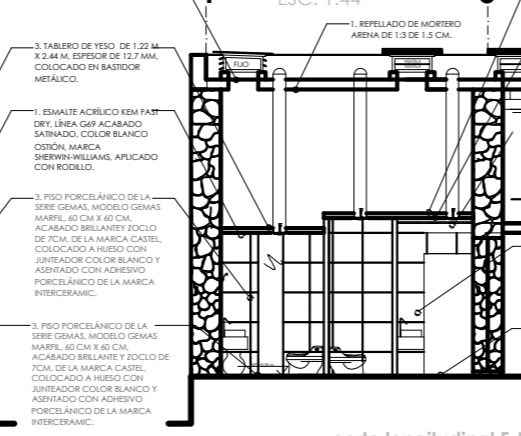 ESC: 1:44
1. REPELLADO DE MORTERO
ARENA DE 1:3 DE 1.5 CM.
3. TABLERO DE YESO DE 1.22 M
X 2.44 M, ESPESOR DE 12.7 MM,
COLOCADO EN BASTIDOR
METÁLICO.
FIJO
1. ESMALTE ACRÍLICO KEM FAST
DRY, LÍNEA G69 ACABADO
SATINADO, COLOR BLANCO
OSTIÓN, MARCA
SHERWIN-WILLIAMS, APLICADO
CON RODILLO.
3. PISO PORCELÁNICO DE LA
SERIE GEMAS, MODELO GEMAS
MARFIL, 60 CM X 60 CM,
ACABADO BRILLANTEY ZOCLO
DE 7CM, DE LA MARCA CASTEL,
COLOCADO A HUESO CON
JUNTEADOR COLOR BLANCO Y
ASENTADO CON ADHESIVO
PORCELÁNICO DE LA MARCA
INTERCERAMIC.
3. PISO PORCELÁNICO DE LA
SERIE GEMAS, MODELO GEMAS
MARFIL, 60 CM X 60 CM,
ACABADO BRILLANTE Y ZOCLO DE
7CM, DE LA MARCA CASTEL,
COLOCADO A HUESO CON
JUNTEADOR COLOR BLANCO Y
ASENTADO CON ADHESIVO
PORCELÁNICO DE LA MARCA
INTERCERAMIC.
corte longitudinal